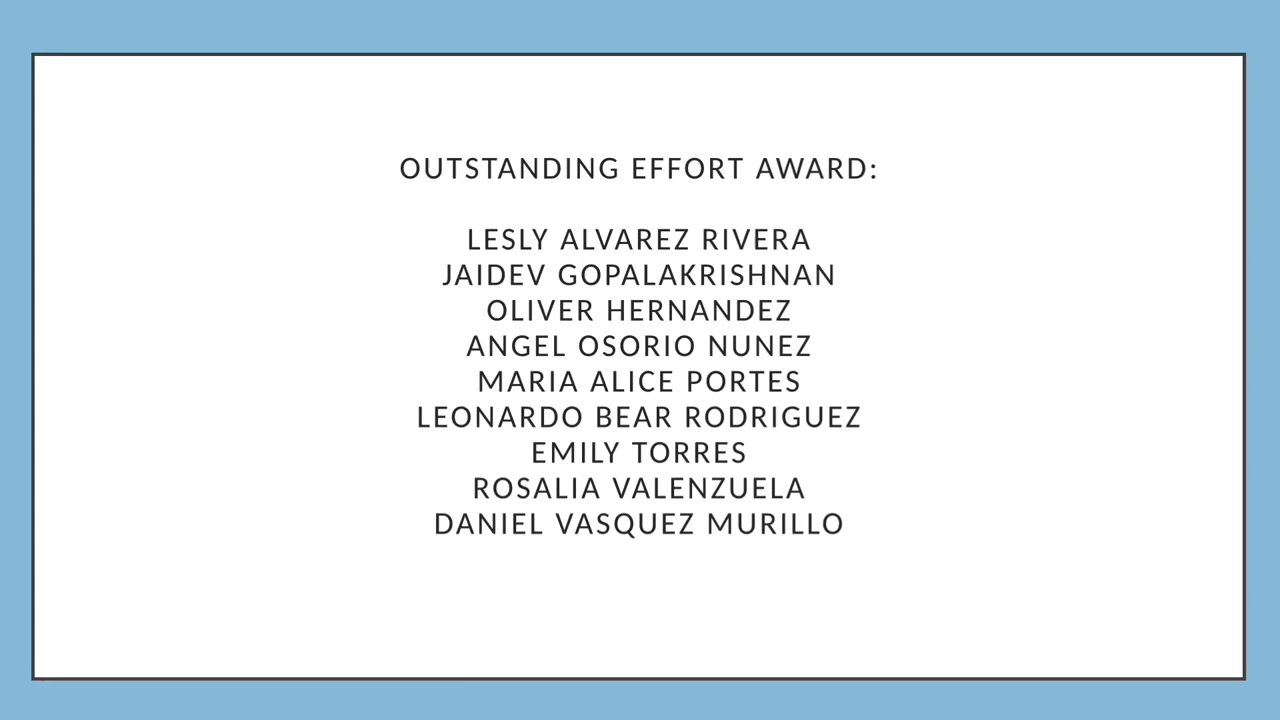 OUTSTANDING EFFORT AWARD:
LESLY ALVAREZ RIVERA
JAIDEV GOPALAKRISHNAN
OLIVER HERNANDEZ
ANGEL OSORIO NUNEZ
MARIA ALICE PORTES
LEONARDO BEAR RODRIGUEZ
EMILY TORRES
ROSALIA VALENZUELA
DANIEL VASQUEZ MURILLO